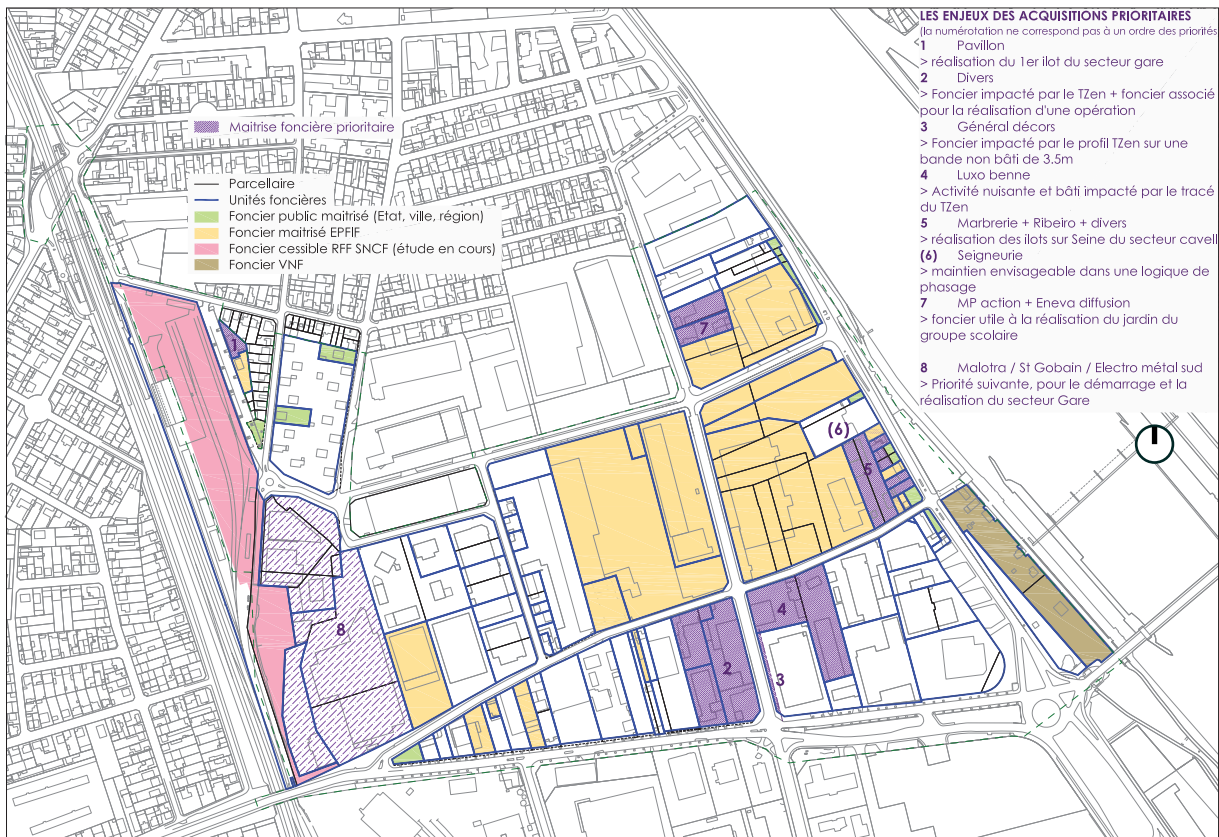 LES ENJEUX DES ACQUISITIONS PRIORITAIRES
(la numérotation ne correspond pas à un ordre des priorités
1 Pavillon
> réalisation du 1er ilot du secteur gare
2 Divers
> Foncier impacté par le TZen + foncier associé
pour la réalisation d'une opération
3 Général décors
> Foncier impacté par le profil TZen sur une
bande non bâti de 3.5m
4 Luxo benne
> Activité nuisante et bâti impacté par le tracé
du TZen
5 Marbrerie + Ribeiro + divers
> réalisation des ilots sur Seine du secteur cavell
(6) Seigneurie
> maintien envisageable dans une logique de
phasage
7 MP action + Eneva diffusion
> foncier utile à la réalisation du jardin du
groupe scolaire
8 Malotra / St Gobain / Electro métal sud
> Priorité suivante, pour le démarrage et la
réalisation du secteur Gare
Maitrise foncière prioritaire
Parcellaire
Unités foncières
Foncier public maitrisé (Etat, ville, région)
Foncier maitrisé EPFIF
Foncier cessible RFF SNCF (étude en cours)
Foncier VNF
1
7
(6)
5
4
8
2
3